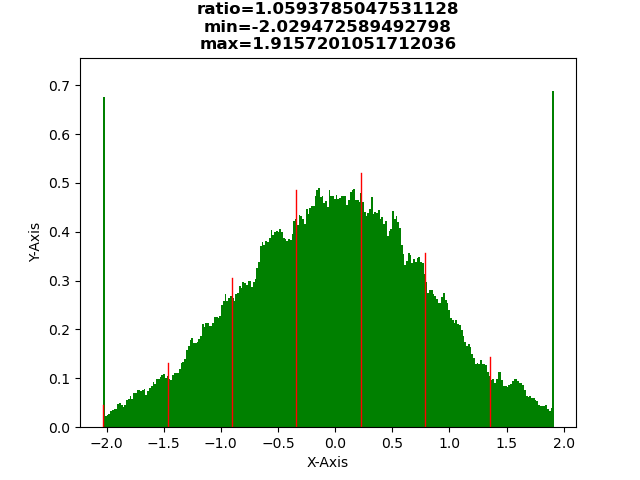 ratio=1.0593785047531128
min=-2.029472589492798
max=1.9157201051712036
0.7
0.6
0.5
0.4
0.3
0.2
0.1
0.0
Y-Axis
−2.0 −1.5 −1.0 −0.5 0.0 0.5 1.0 1.5 2.0
X-Axis